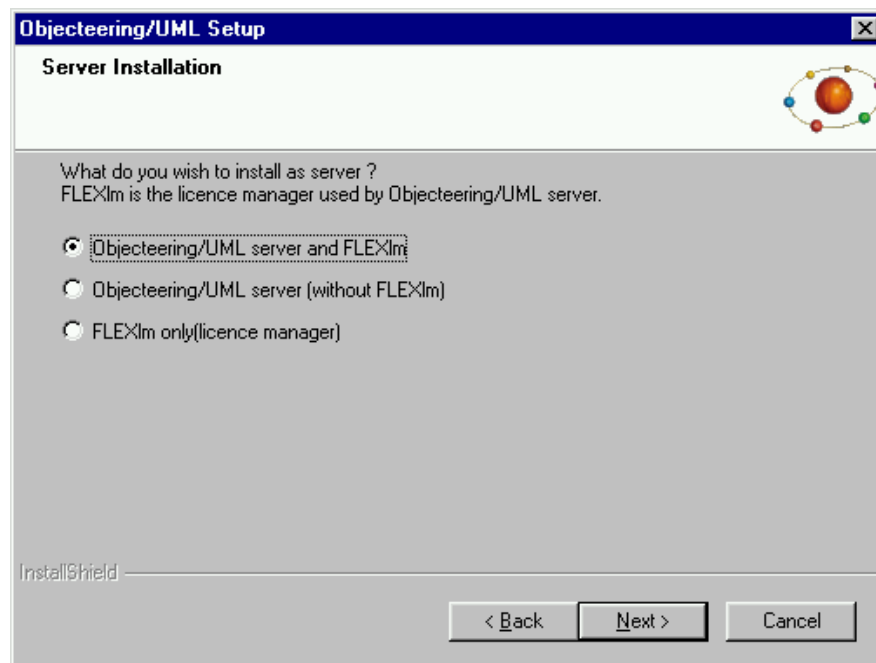 Objecteering/UML Setup
Server Installation
What do you wish to install as server ?
FLEXlm is the licence manager used by Objecteering/UML server.
Objecteering/UML server and FLEXlm
Objecteering/UML server (without FLEXlm)
FLEXlm only(licence manager)
InstallShield
< Back Next > Cancel